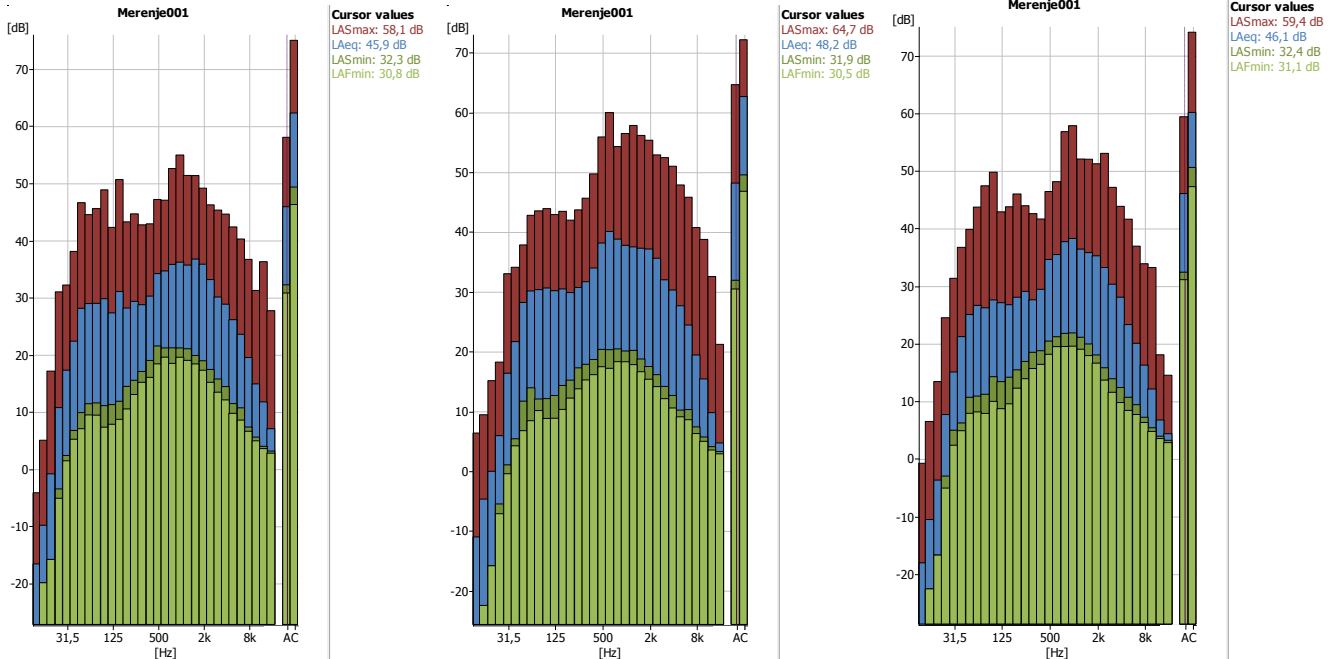 Merenje001
[dB]
70
60
50
40
30
20
10
0
-10
-20
31,5 125 500 2k 8k AC
[Hz]
Cursor values
LASmax: 58,1 dB
LAeq: 45,9 dB
LASmin: 32,3 dB
LAFmin: 30,8 dB
Merenje001
[dB]
70
60
50
40
30
20
10
0
-10
-20
31,5 125 500 2k 8k AC
[Hz]
Cursor values
LASmax: 64,7 dB
LAeq: 48,2 dB
LASmin: 31,9 dB
LAFmin: 30,5 dB
Merenje001
[dB]
70
60
50
40
30
20
10
0
-10
-20
31,5 125 500 2k 8k AC
[Hz]
Cursor values
LASmax: 59,4 dB
LAeq: 46,1 dB
LASmin: 32,4 dB
LAFmin: 31,1 dB